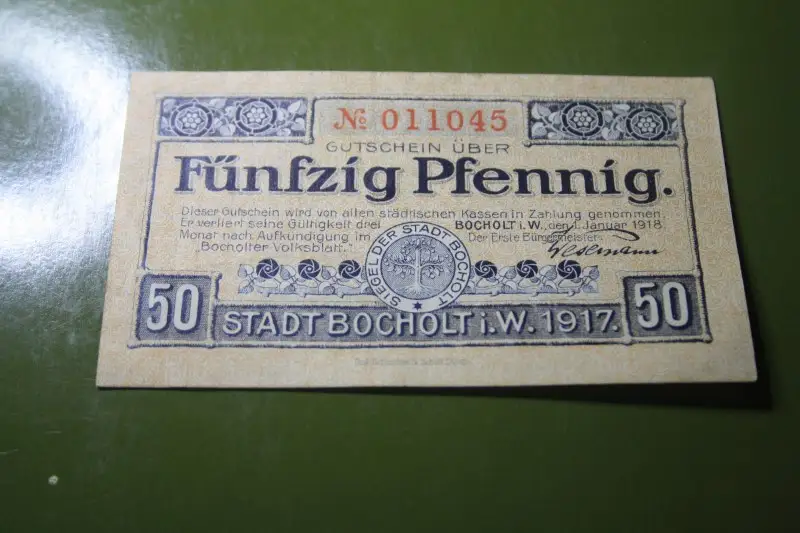 № 011045
GUTSCHEIN ÜBER
Fünfzig Pfennig.
Dieser Gutschein wird von allen städtischen Kassen in Zahlung genommen.
Er verliert seine Gültigkeit drei
Monat nach Aufkündigung im
„Bocholter Volksblatt."
BOCHOLT i.W., den 1. Januar 1918
Der Erste Bürgermeister
SIEGEL DER STADT BOCHOLT
50
STADT BOCHOLT i.W. 1917.
50